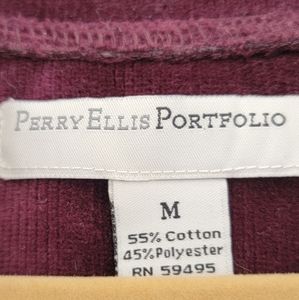 PERRY ELLIS PORTFOLIO
M
55% Cotton
45% Polyester
RN 59495